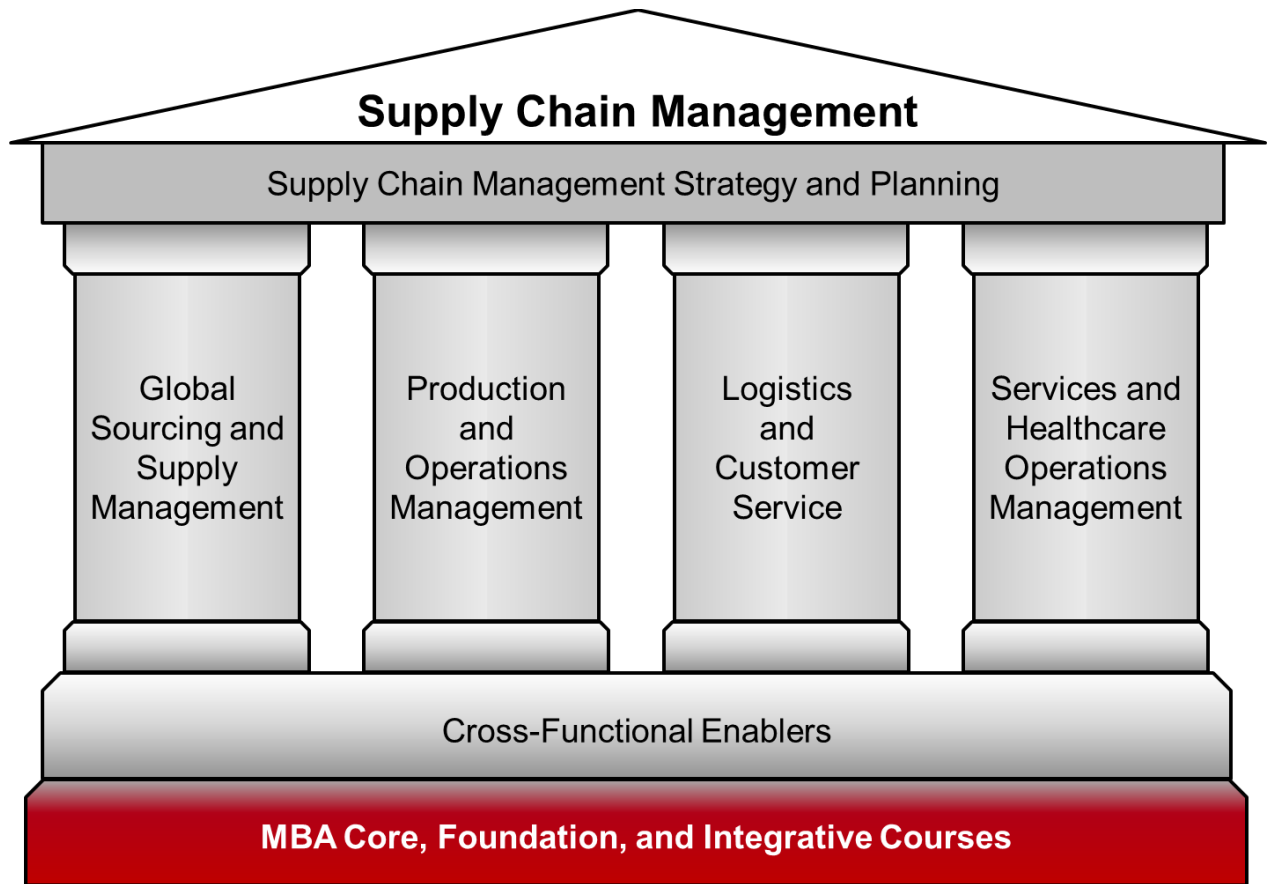 Supply Chain Management
Supply Chain Management Strategy and Planning
Global
Sourcing and
Supply
Management
Production
and
Operations
Management
Logistics
and
Customer
Service
Services and
Healthcare
Operations
Management
Cross-Functional Enablers
MBA Core, Foundation, and Integrative Courses